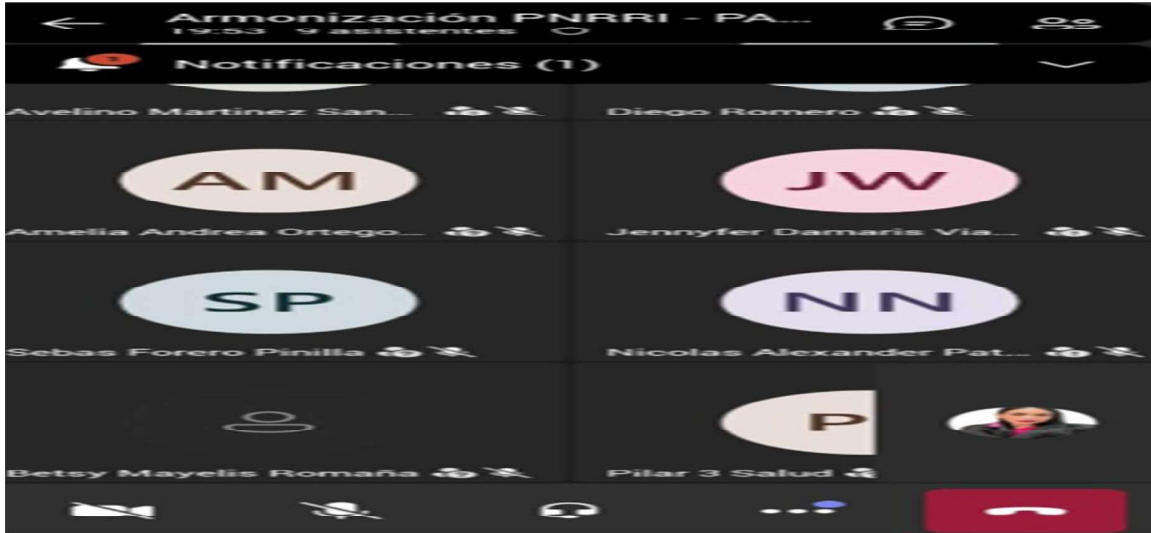 Armonización PNRRI - PA...
19:53 9 asistentes
Notificaciones (1)
Avelino Martinez San...
Diego Romero
AM
JW
Amelia Andrea Ortego...
Jennyfer Damaris Via...
SP
NN
Sebas Forero Pinilla
Nicolas Alexander Pat...
P
Betsy Mayelis Romaña
Pilar 3 Salud